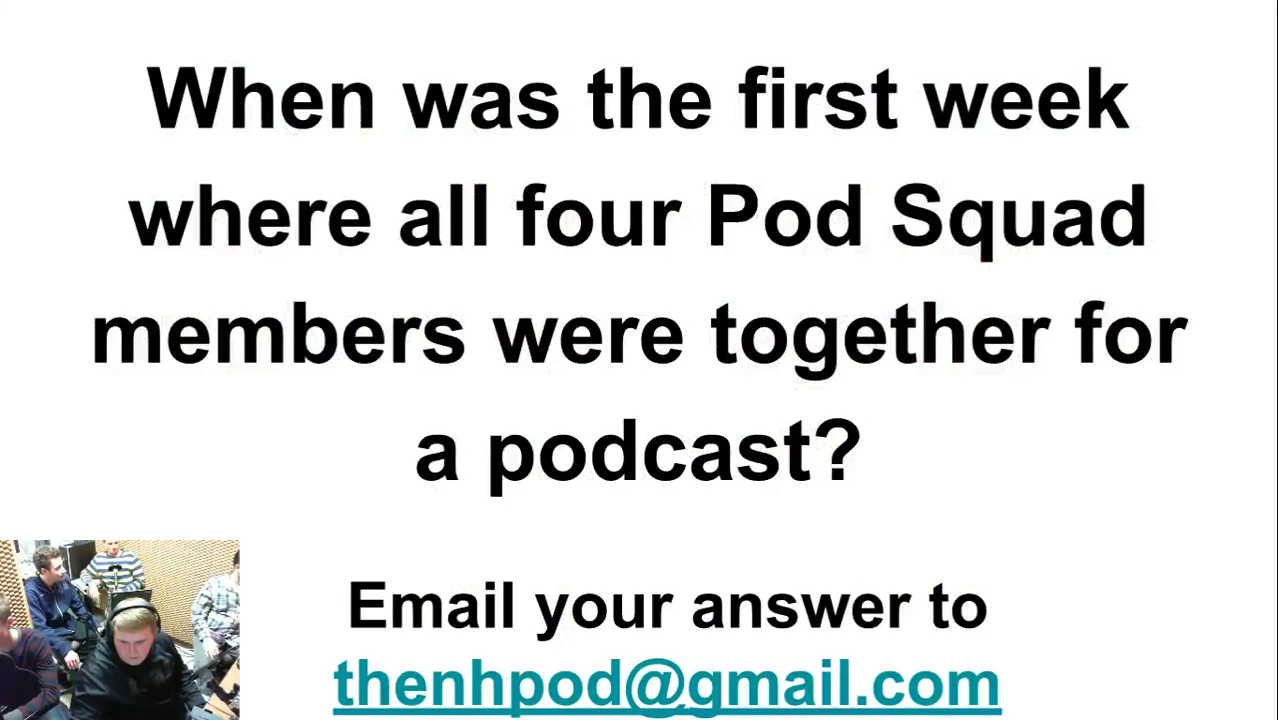 When was the first week
where all four Pod Squad
members were together for
a podcast?
Email your answer to
thenhpod@gmail.com